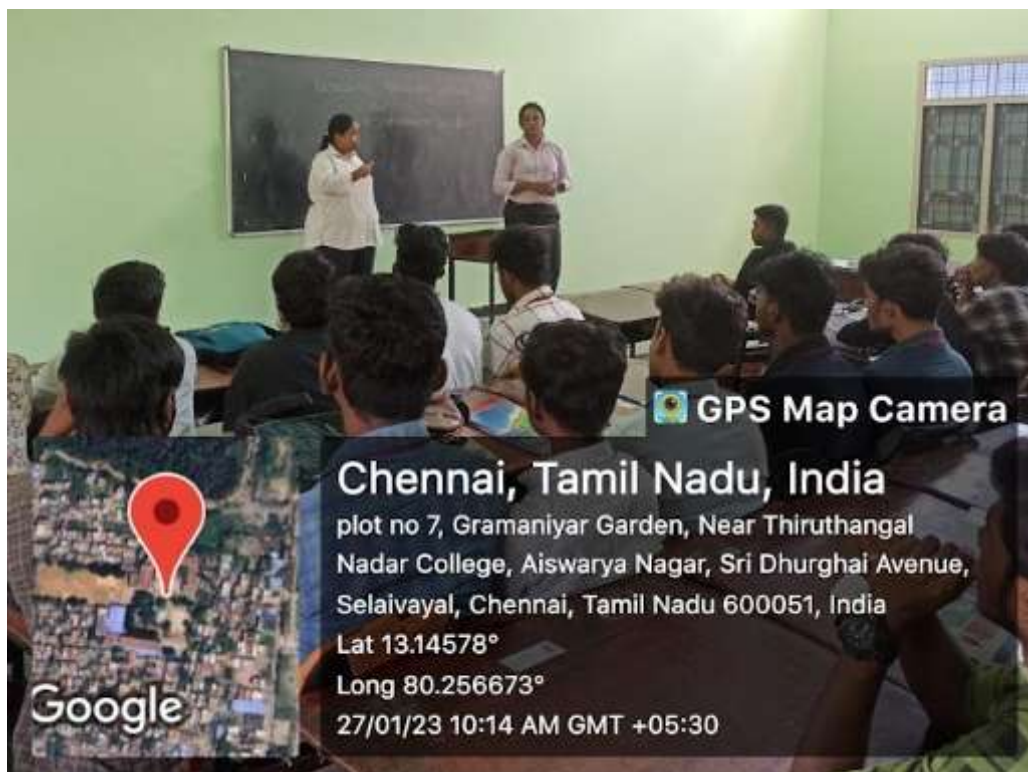 GPS Map Camera
Chennai, Tamil Nadu, India
plot no 7, Gramaniyar Garden, Near Thiruthangal
Nadar College, Aiswarya Nagar, Sri Dhurghai Avenue,
Selaivayal, Chennai, Tamil Nadu 600051, India
Lat 13.14578°
Long 80.256673°
27/01/23 10:14 AM GMT +05:30
Google